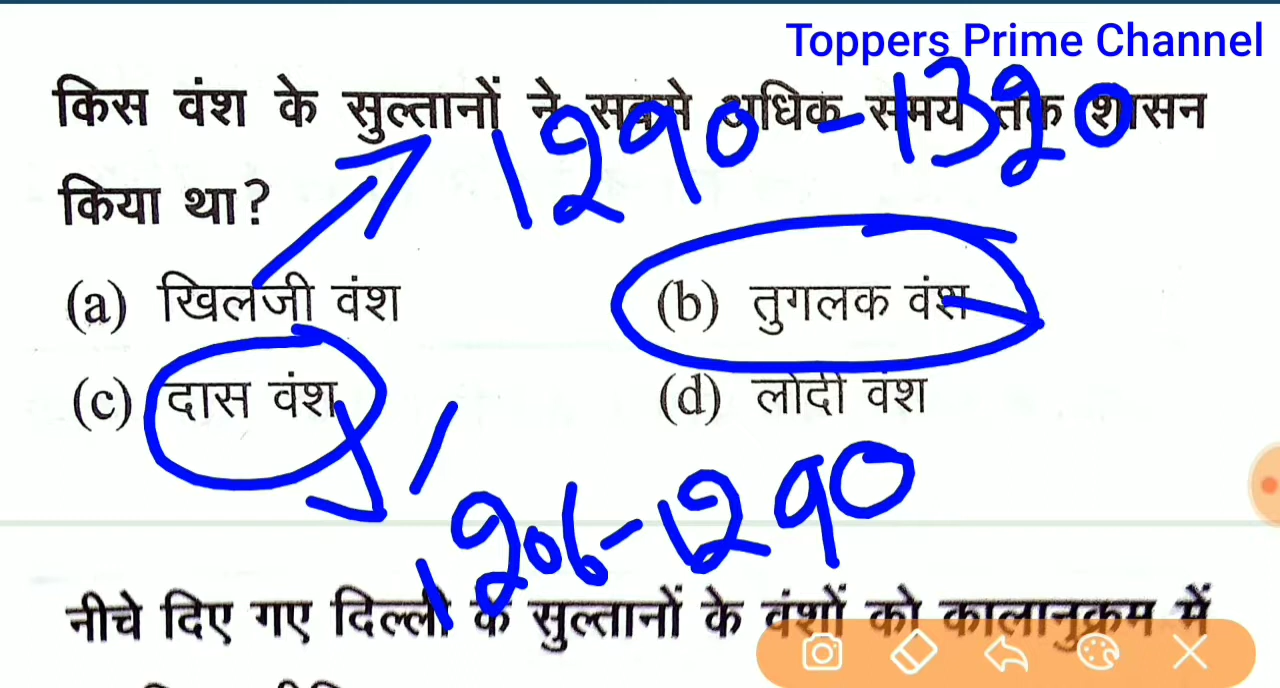 Toppers Prime Channel
किस वंश के सुल्तानों ने सबसे अधिक समय तक शासन
1290-1320
किया था?
(a) खिलजी वंश
(b) तुगलक वंश
(c) दास वंश
(d) लोदी वंश
1206-1290
नीचे दिए गए दिल्ली के सुल्तानों के वंशों को कालानुक्रम में